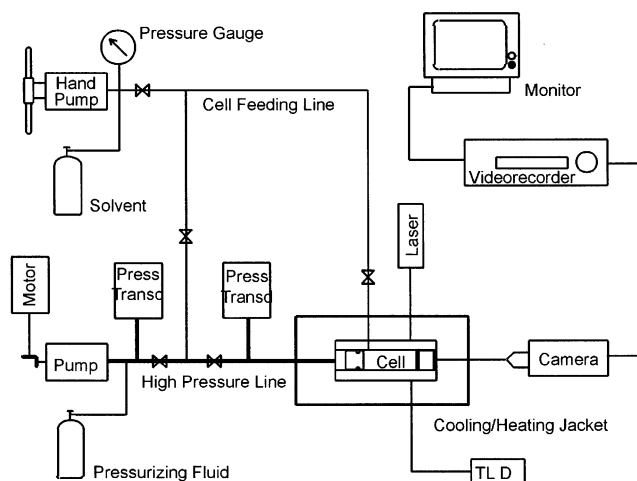 Pressure Gauge
Hand
Pump
Cell Feeding Line
Monitor
Videorecorder
Solvent
Laser
Motor
Press
Transd
Press
Transd
Pump
Cell
Camera
High Pressure Line
Cooling/Heating Jacket
Pressurizing Fluid
TL D